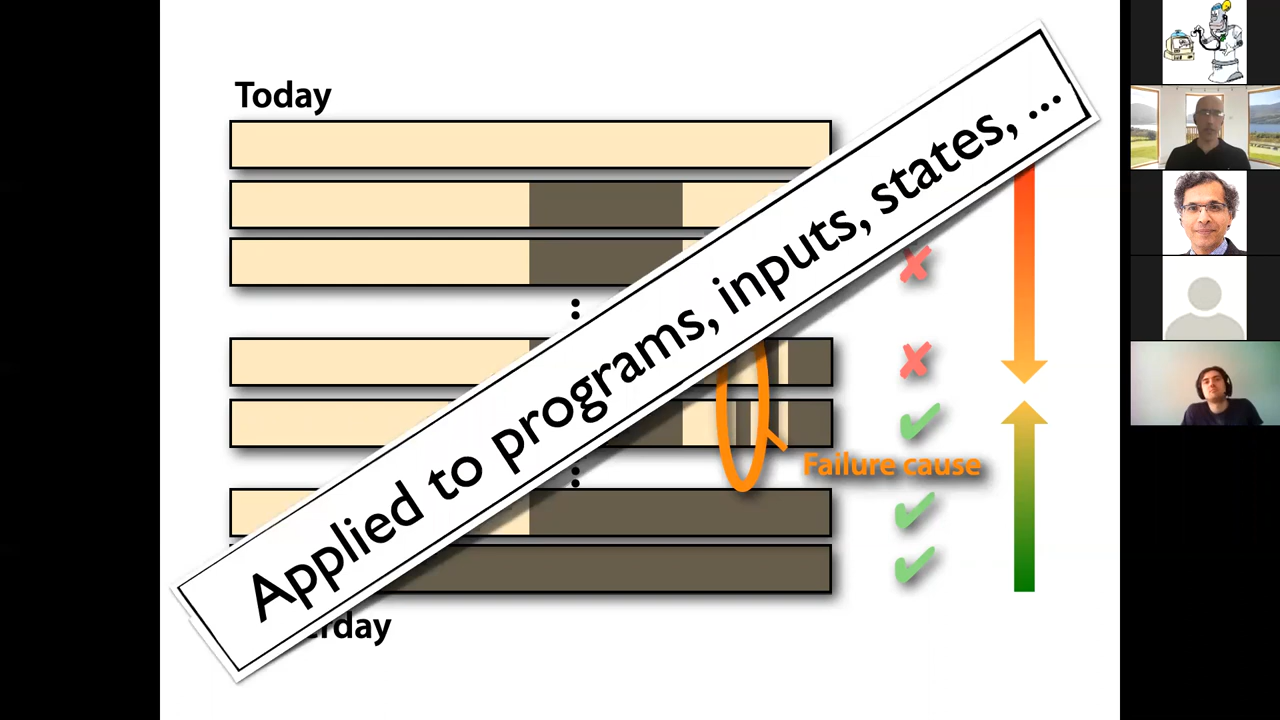 Today
Applied to programs, inputs, states, ...
Failure cause